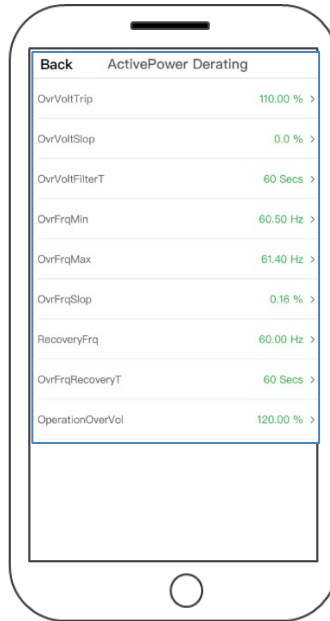 Back ActivePower Derating
OvrVoltTrip 110.00 % >
OvrVoltSlop 0.0 % >
OvrVoltFilterT 60 Secs >
OvrFrqMin 60.50 Hz >
OvrFrqMax 61.40 Hz >
OvrFrqSlop 0.16 % >
RecoveryFrq 60.00 Hz >
OvrFrqRecoveryT 60 Secs >
OperationOverVol 120.00 % >